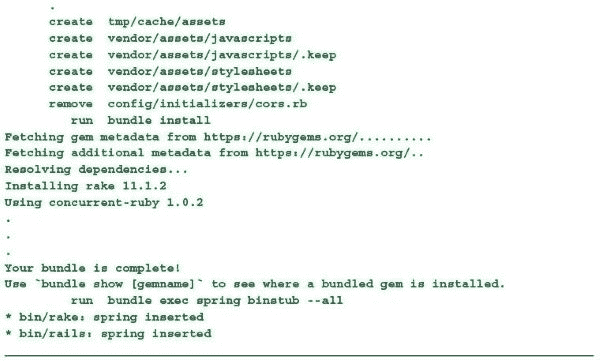 .
create tmp/cache/assets
create vendor/assets/javascripts
create vendor/assets/javascripts/.keep
create vendor/assets/stylesheets
create vendor/assets/stylesheets/.keep
remove config/initializers/cors.rb
run bundle install
Fetching gem metadata from https://rubygems.org/..........
Fetching additional metadata from https://rubygems.org/..
Resolving dependencies...
Installing rake 11.1.2
Using concurrent-ruby 1.0.2
.
.
.
Your bundle is complete!
Use `bundle show [gemname]` to see where a bundled gem is installed.
run bundle exec spring binstub --all
* bin/rake: spring inserted
* bin/rails: spring inserted